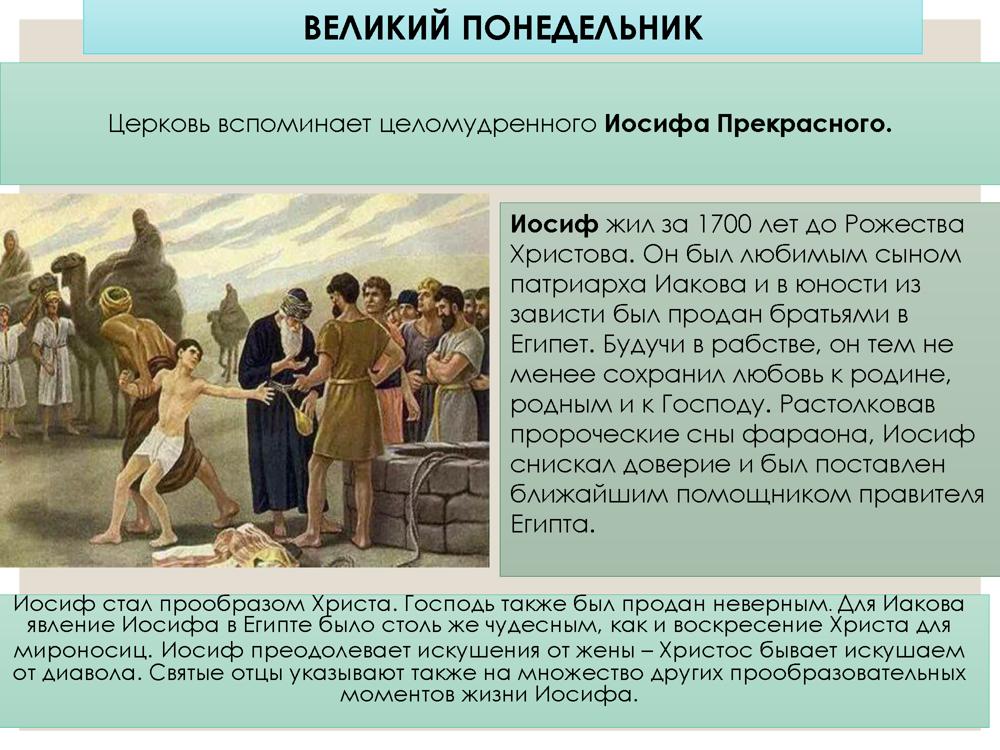 ВЕЛИКИЙ ПОНЕДЕЛЬНИК
Церковь вспоминает целомудренного Иосифа Прекрасного.
Иосиф жил за 1700 лет до Рожества
Христова. Он был любимым сыном
патриарха Иакова и в юности из
зависти был продан братьями в
Египет. Будучи в рабстве, он тем не
менее сохранил любовь к родине,
родным и к Господу. Растолковав
пророческие сны фараона, Иосиф
снискал доверие и был поставлен
ближайшим помощником правителя
Египта.
Иосиф стал прообразом Христа. Господь также был продан неверным. Для Иакова
явление Иосифа в Египте было столь же чудесным, как и воскресение Христа для
мироносиц. Иосиф преодолевает искушения от жены – Христос бывает искушаем
от диавола. Святые отцы указывают также на множество других прообразовательных
моментов жизни Иосифа.